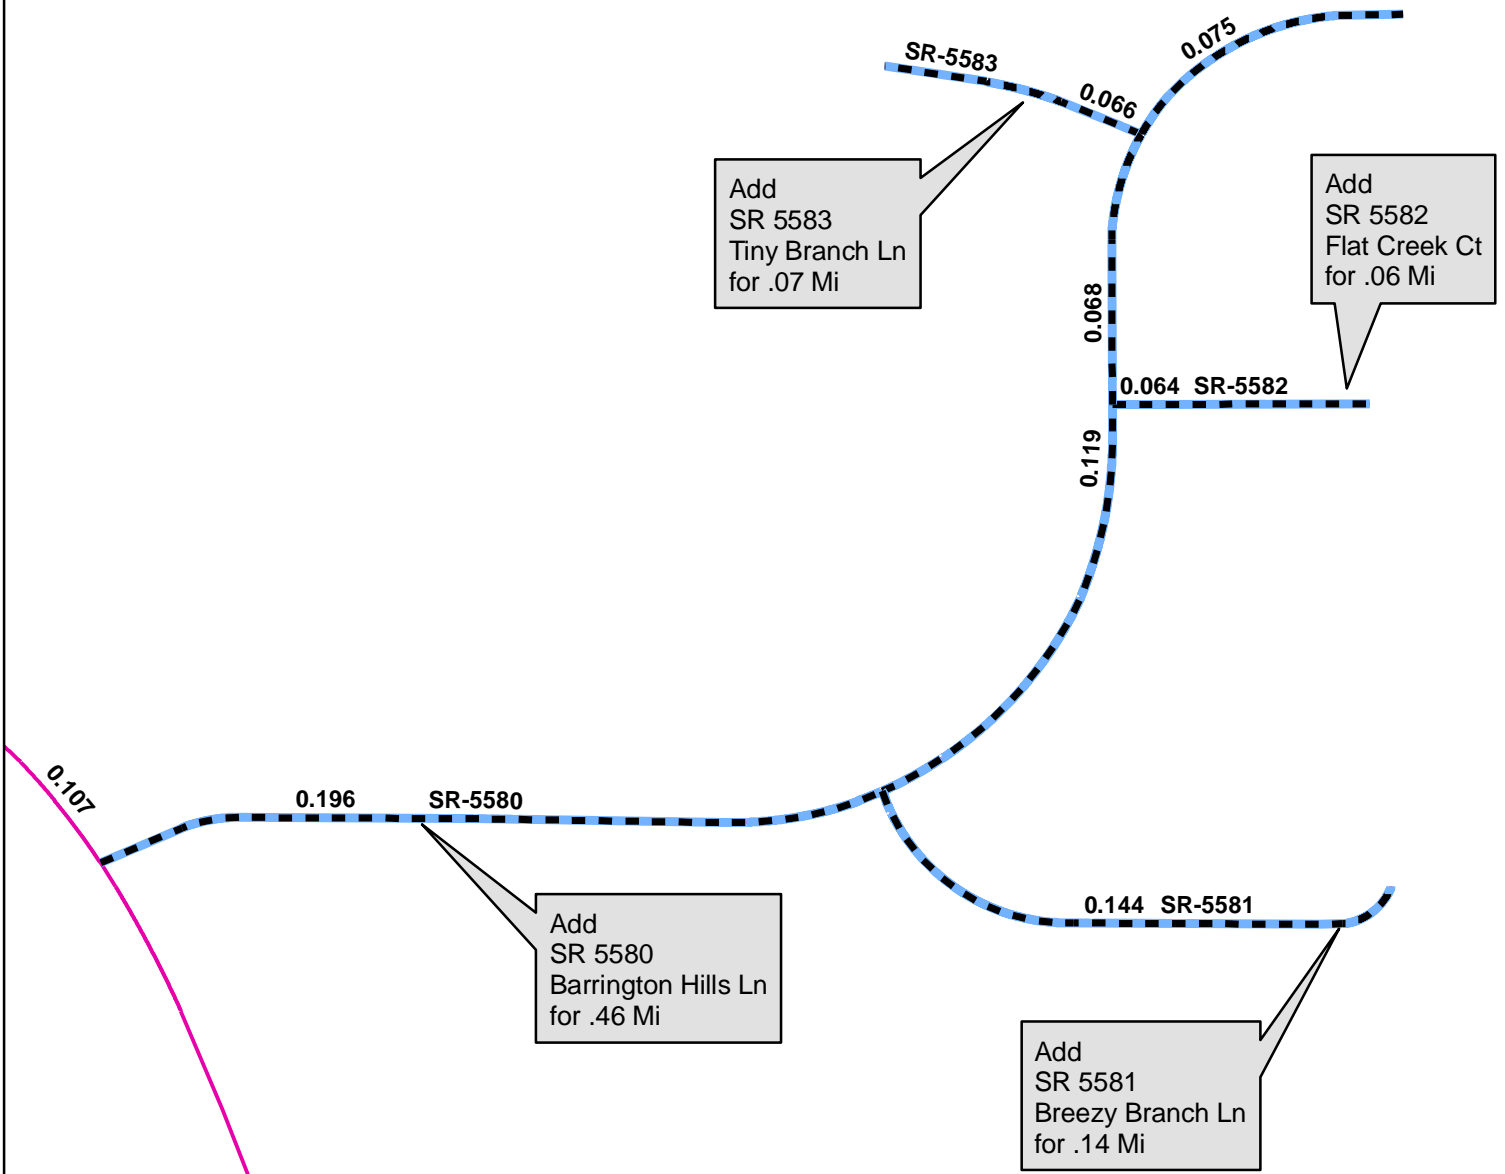 0.075
SR-5583
0.066
Add
SR 5583
Tiny Branch Ln
for .07 Mi
Add
SR 5582
Flat Creek Ct
for .06 Mi
0.068
0.064 SR-5582
0.119
0.107
0.196 SR-5580
Add
SR 5580
Barrington Hills Ln
for .46 Mi
0.144 SR-5581
Add
SR 5581
Breezy Branch Ln
for .14 Mi